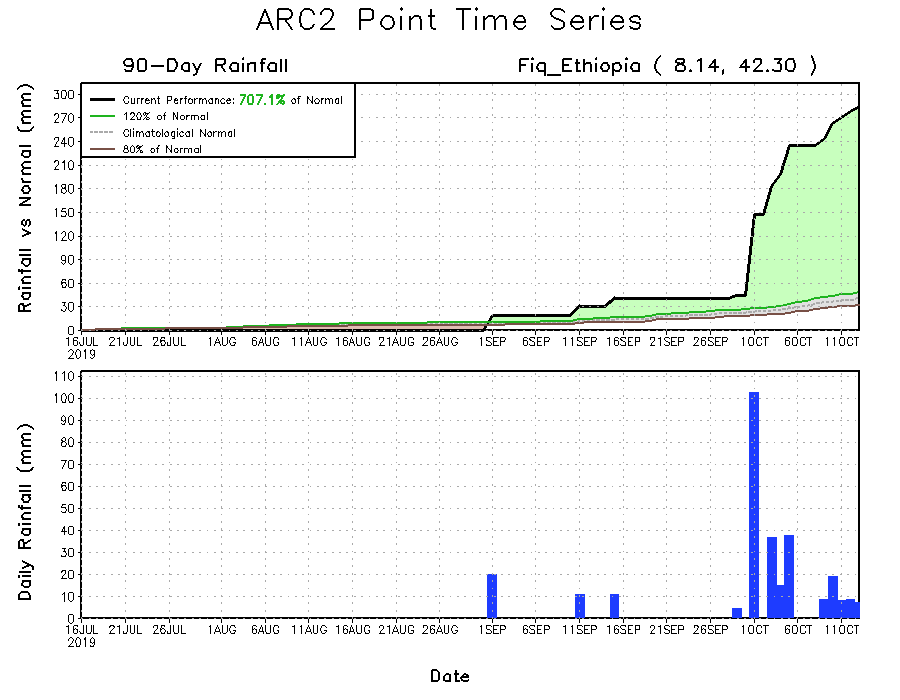 ARC2 Point Time Series
90-Day Rainfall
Fiq_Ethiopia ( 8.14, 42.30 )
Rainfall vs Normal (mm)
300
270
240
210
180
150
120
90
60
30
0
Current Performance: 707.1% of Normal
120% of Normal
Climatological Normal
80% of Normal
16JUL 21JUL 26JUL 1AUG 6AUG 11AUG 16AUG 21AUG 26AUG 1SEP 6SEP 11SEP 16SEP 21SEP 26SEP 1OCT 6OCT 11OCT
2019
Daily Rainfall (mm)
110
100
90
80
70
60
50
40
30
20
10
0
16JUL 21JUL 26JUL 1AUG 6AUG 11AUG 16AUG 21AUG 26AUG 1SEP 6SEP 11SEP 16SEP 21SEP 26SEP 1OCT 6OCT 11OCT
2019
Date